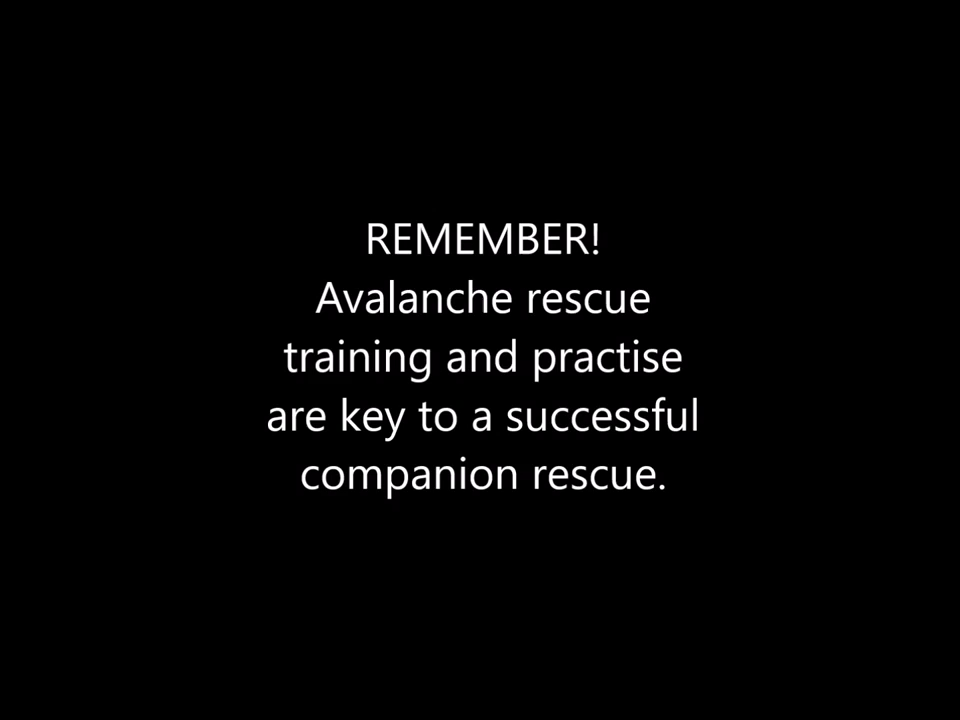 REMEMBER!
Avalanche rescue
training and practise
are key to a successful
companion rescue.